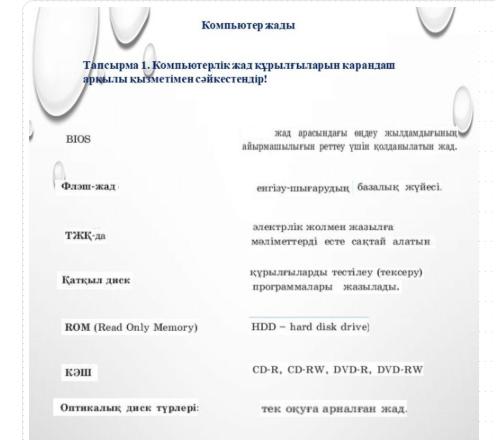 Компьютер жады
Тапсырма 1. Компьютерлік жад құрылғыларын карандаш
арқылы қызметімен сәйкестендір!
BIOS
жад арасындағы өңдеу жылдамдығының
айырмашылығын реттеу үшін қолданылатын жад.
Флэш-жад
енгізу-шығарудың базалық жүйесі.
ТЖҚ-да
электрлік жолмен жазылға
мәліметтерді есте сақтай алатын
Қатқыл диск
құрылғыларды тестілеу (тексеру)
программалары жазылады.
ROM (Read Only Memory)
HDD – hard disk drive)
КЭШ
CD-R, CD-RW, DVD-R, DVD-RW
Оптикалық диск түрлері:
тек оқуға арналған жад.